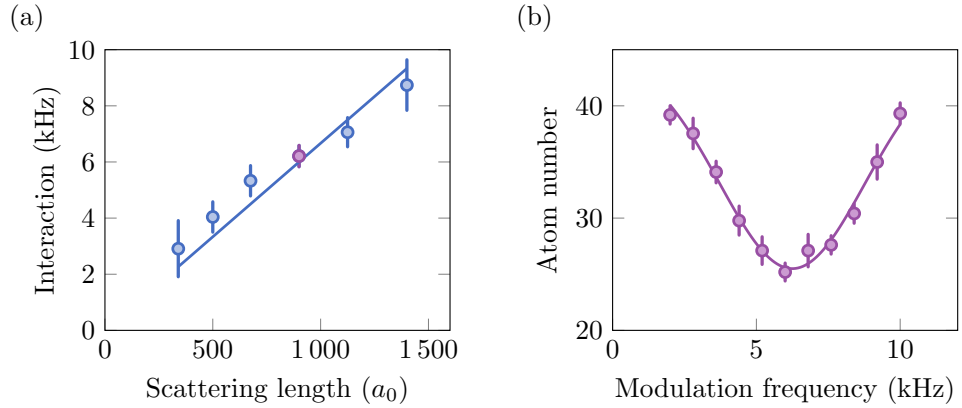 (a)
10
8
6
4
2
0
0 500 1 000 1 500
Interaction (kHz)
Scattering length (a0)
(b)
40
30
20
0 5 10
Atom number
Modulation frequency (kHz)